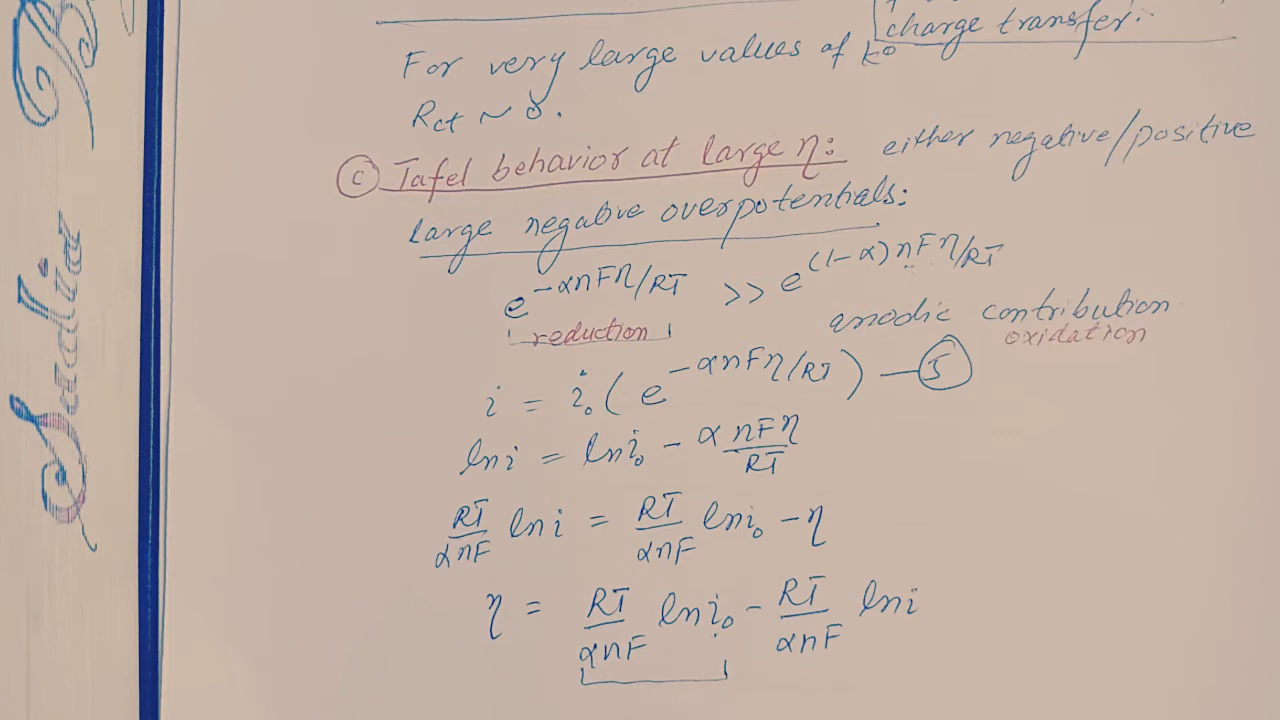 charge transfer.
For very large values of k°
Rct ~ 0.
(c) Tafel behavior at large η: either negative/positive
large negative overpotentials:
e^(-αnFη/RT) >> e^((1-α)nFη/RT)
reduction anodic contribution
oxidation
i = i₀(e^(-αnFη/RT)) — (5)
ln i = ln i₀ - αnFη/RT
RT/αnF ln i = RT/αnF ln i₀ - η
η = RT/αnF ln i₀ - RT/αnF ln i
Sadia